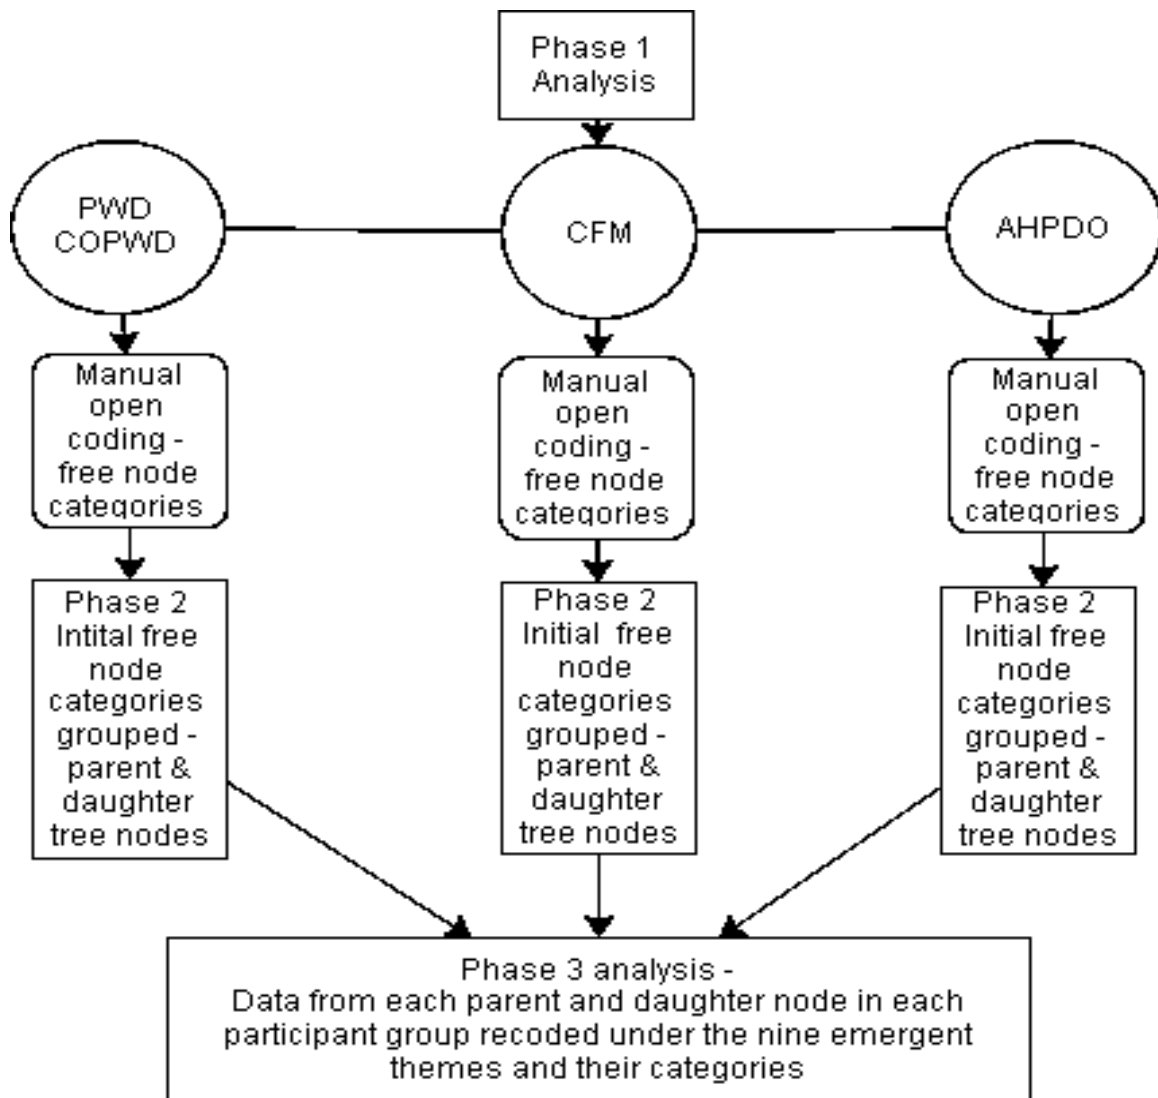 Phase 1
Analysis
PWD
COPWD
CFM
AHPDO
Manual
open
coding -
free node
categories
Manual
open
coding -
free node
categories
Manual
open
coding -
free node
categories
Phase 2
Intital free
node
categories
grouped -
parent &
daughter
tree nodes
Phase 2
Initial free
node
categories
grouped -
parent &
daughter
tree nodes
Phase 2
Initial free
node
categories
grouped -
parent &
daughter
tree nodes
Phase 3 analysis -
Data from each parent and daughter node in each
participant group recoded under the nine emergent
themes and their categories